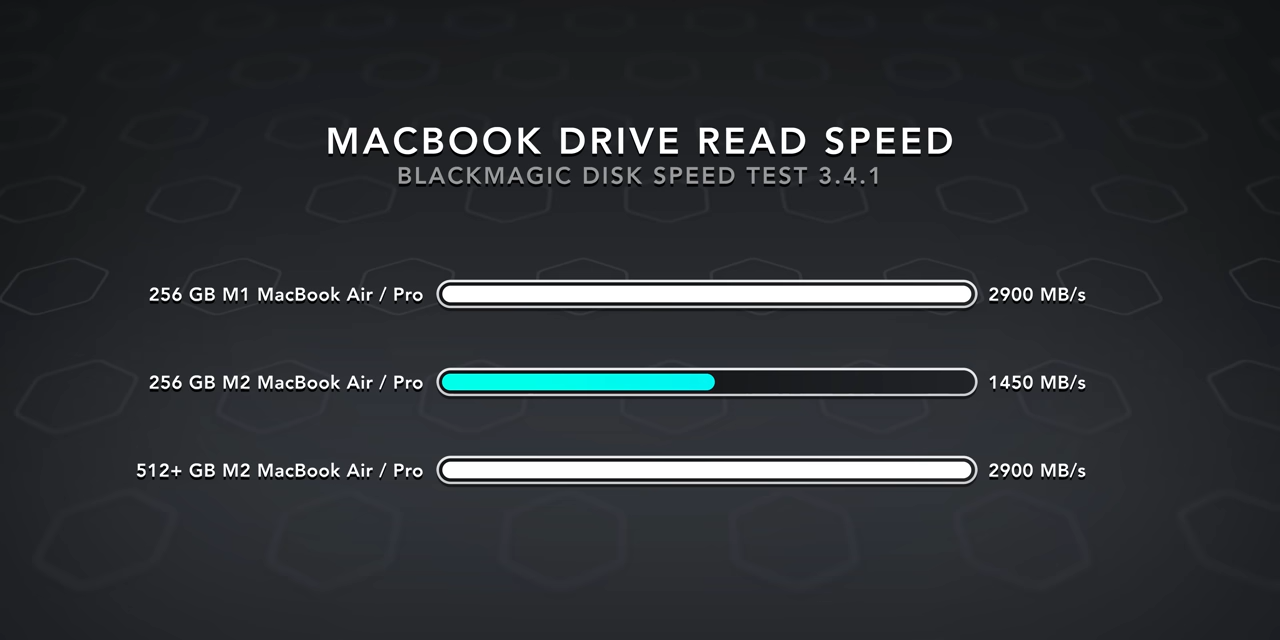 MACBOOK DRIVE READ SPEED
BLACKMAGIC DISK SPEED TEST 3.4.1
256 GB M1 MacBook Air / Pro 2900 MB/s
256 GB M2 MacBook Air / Pro 1450 MB/s
512+ GB M2 MacBook Air / Pro 2900 MB/s